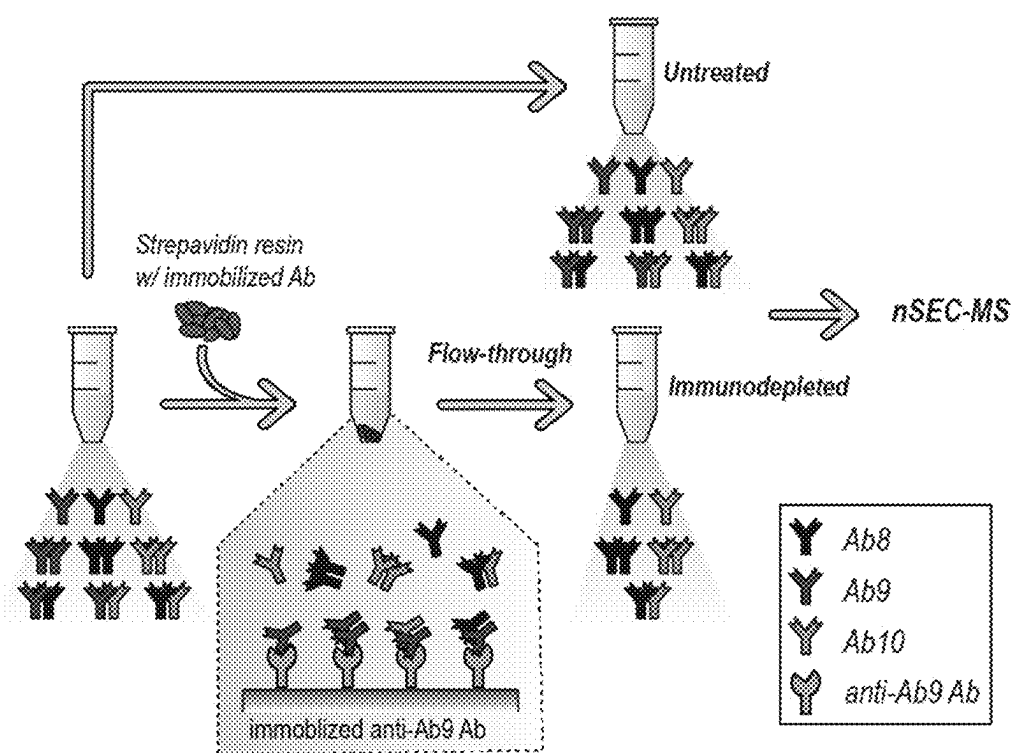 Untreated
Strepavidin resin
w/ immobilized Ab
nSEC-MS
Flow-through
Immunodepleted
Ab8
Ab9
Ab10
anti-Ab9 Ab
immoblized anti-Ab9 Ab